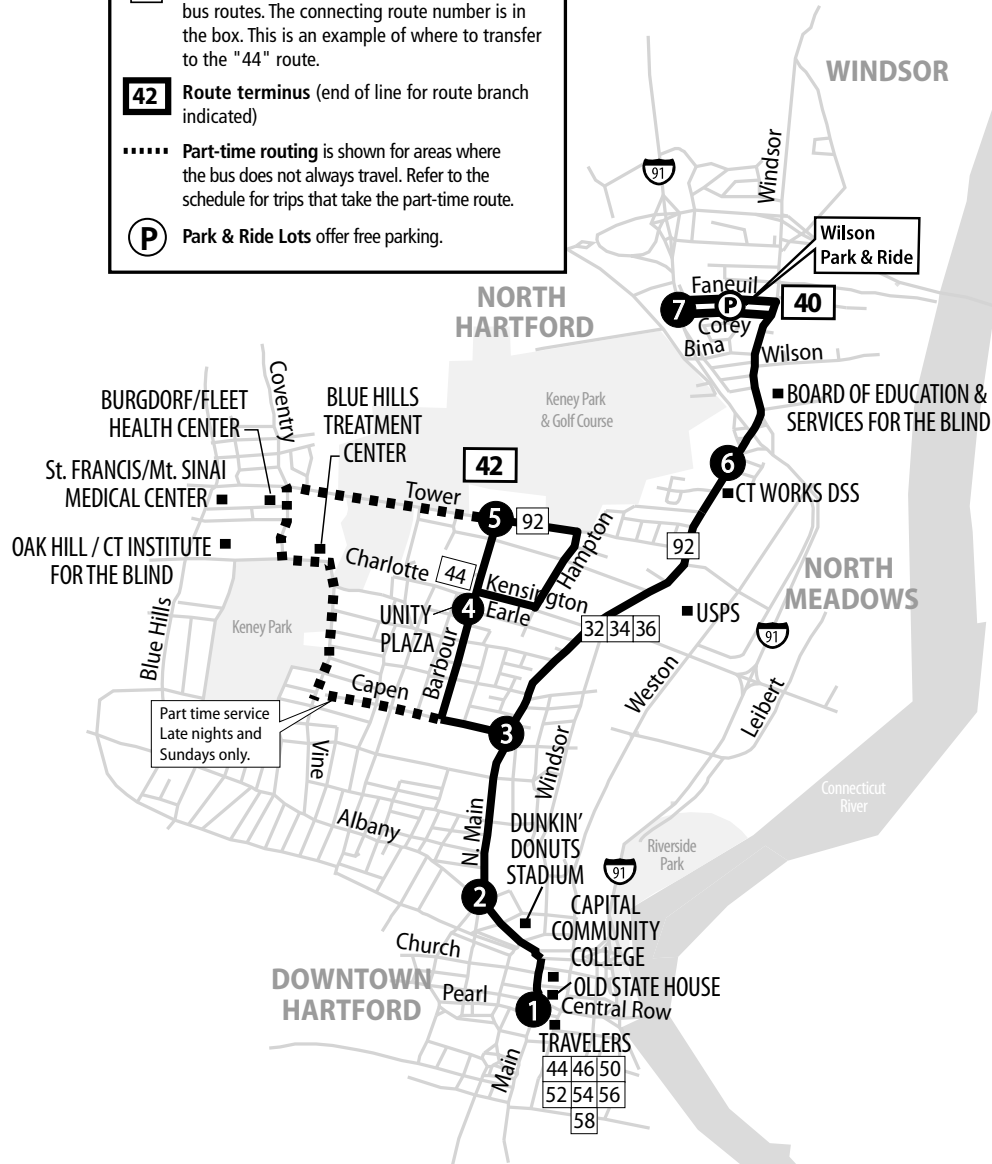 bus routes. The connecting route number is in
the box. This is an example of where to transfer
to the "44" route.
42
Route terminus (end of line for route branch
indicated)
Part-time routing is shown for areas where
the bus does not always travel. Refer to the
schedule for trips that take the part-time route.
P
Park & Ride Lots offer free parking.
WINDSOR
91
Windsor
Wilson
Park & Ride
Faneuil
7
P
40
Corey
Bina
Wilson
NORTH
HARTFORD
Keney Park
& Golf Course
BOARD OF EDUCATION &
SERVICES FOR THE BLIND
Coventry
BURGDORF/FLEET
HEALTH CENTER
BLUE HILLS
TREATMENT
CENTER
St. FRANCIS/Mt. SINAI
MEDICAL CENTER
OAK HILL / CT INSTITUTE
FOR THE BLIND
42
6
CT WORKS DSS
Tower
5
92
Hampton
92
Charlotte
44
Kensington
4
Earle
UNITY
PLAZA
NORTH
MEADOWS
USPS
32 34 36
91
Blue Hills
Keney Park
Barbour
Capen
Weston
Leibert
Part time service
Late nights and
Sundays only.
3
Vine
Windsor
Connecticut
River
Albany
N. Main
DUNKIN'
DONUTS
STADIUM
Riverside
Park
91
2
CAPITAL
COMMUNITY
COLLEGE
Church
DOWNTOWN
HARTFORD
Pearl
OLD STATE HOUSE
1
Central Row
TRAVELERS
Main
44 46 50
52 54 56
58